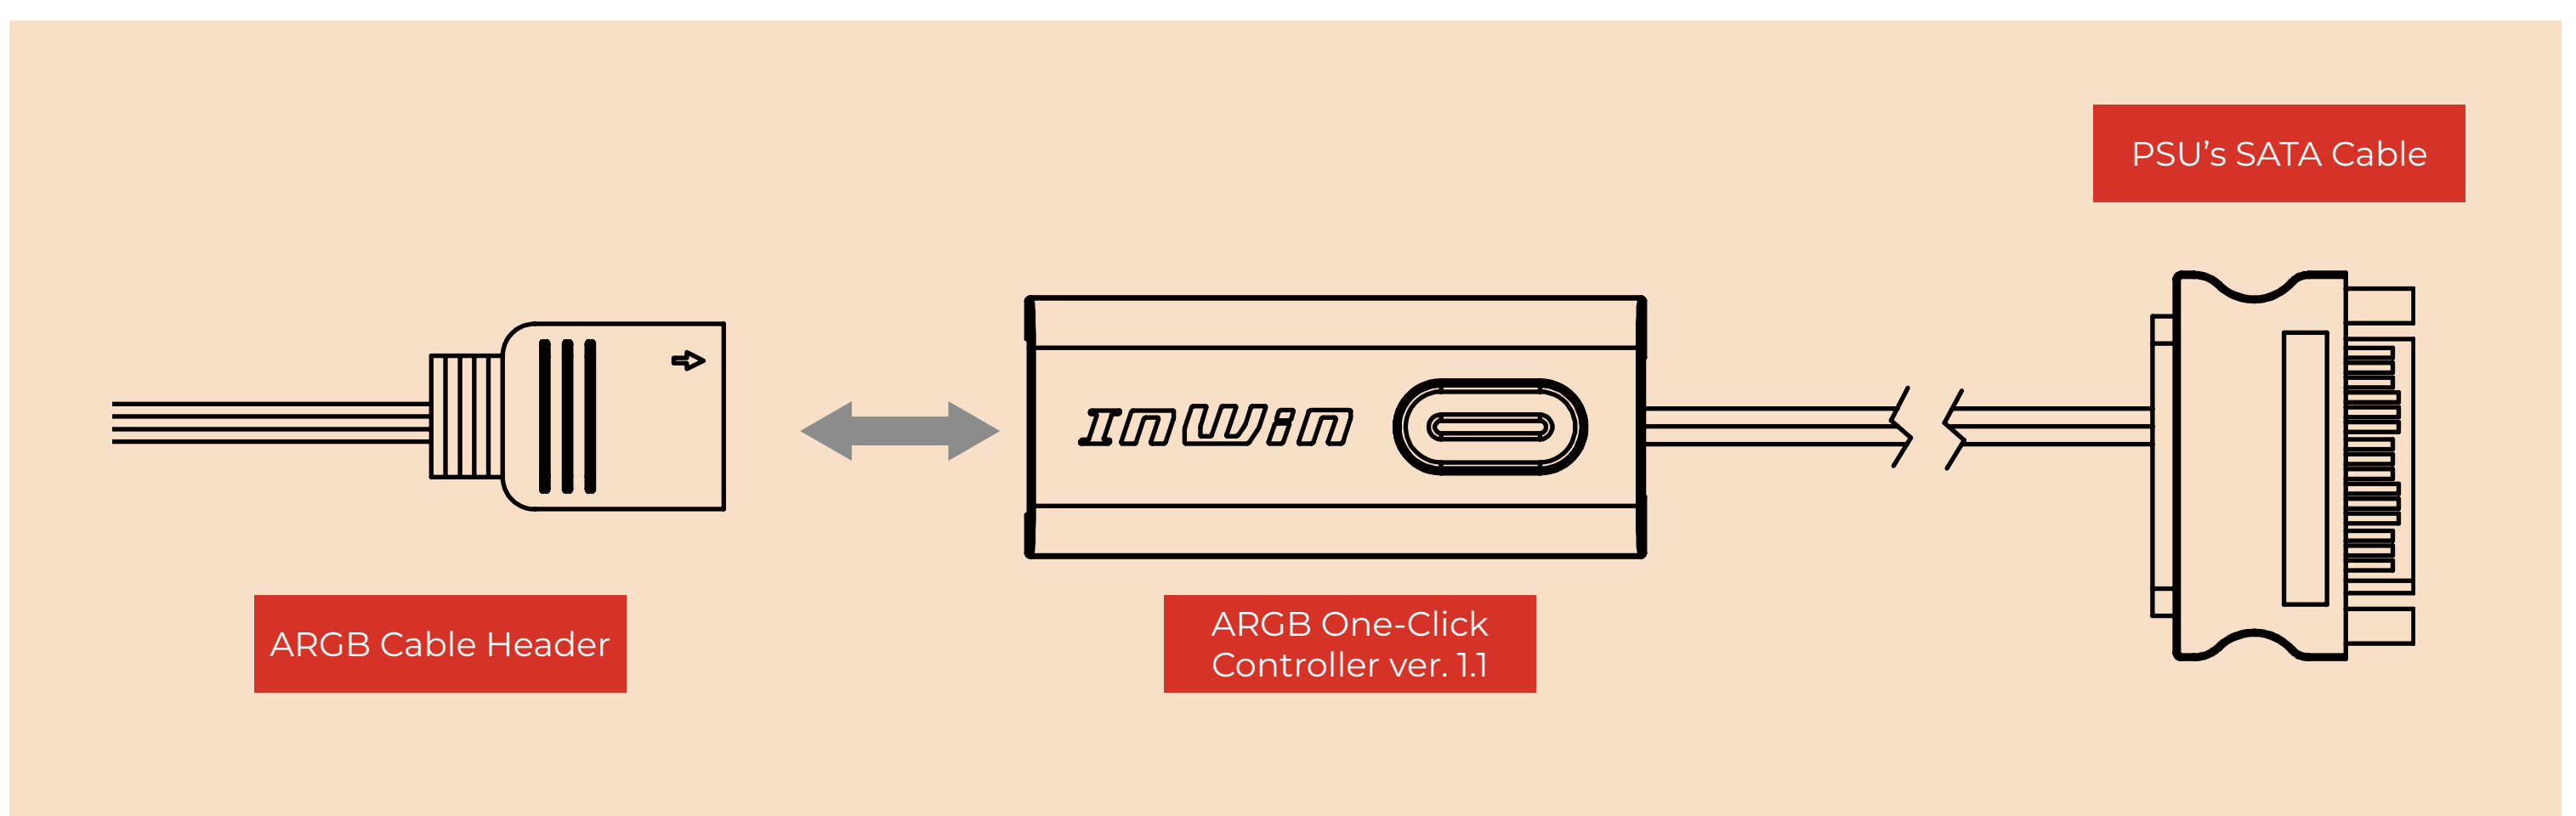 PSU’s SATA Cable
InWin
ARGB Cable Header
ARGB One-Click
Controller ver. 1.1